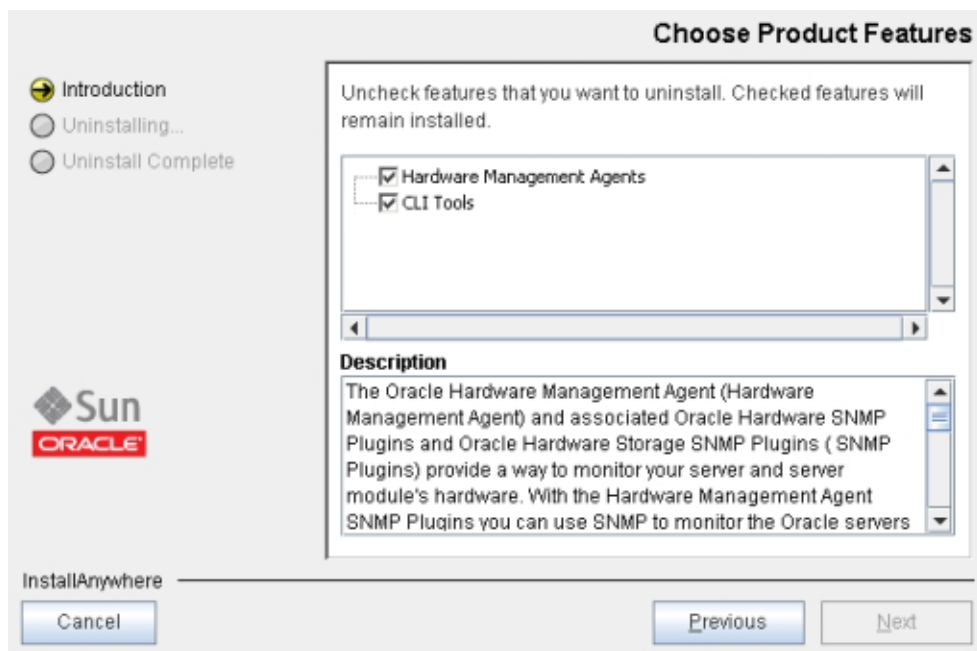 Choose Product Features
Introduction
Uninstalling...
Uninstall Complete
Uncheck features that you want to uninstall. Checked features will
remain installed.
Hardware Management Agents
CLI Tools
Description
The Oracle Hardware Management Agent (Hardware
Management Agent) and associated Oracle Hardware SNMP
Plugins and Oracle Hardware Storage SNMP Plugins ( SNMP
Plugins) provide a way to monitor your server and server
module's hardware. With the Hardware Management Agent
SNMP Plugins you can use SNMP to monitor the Oracle servers
Sun
ORACLE
InstallAnywhere
Cancel
Previous
Next